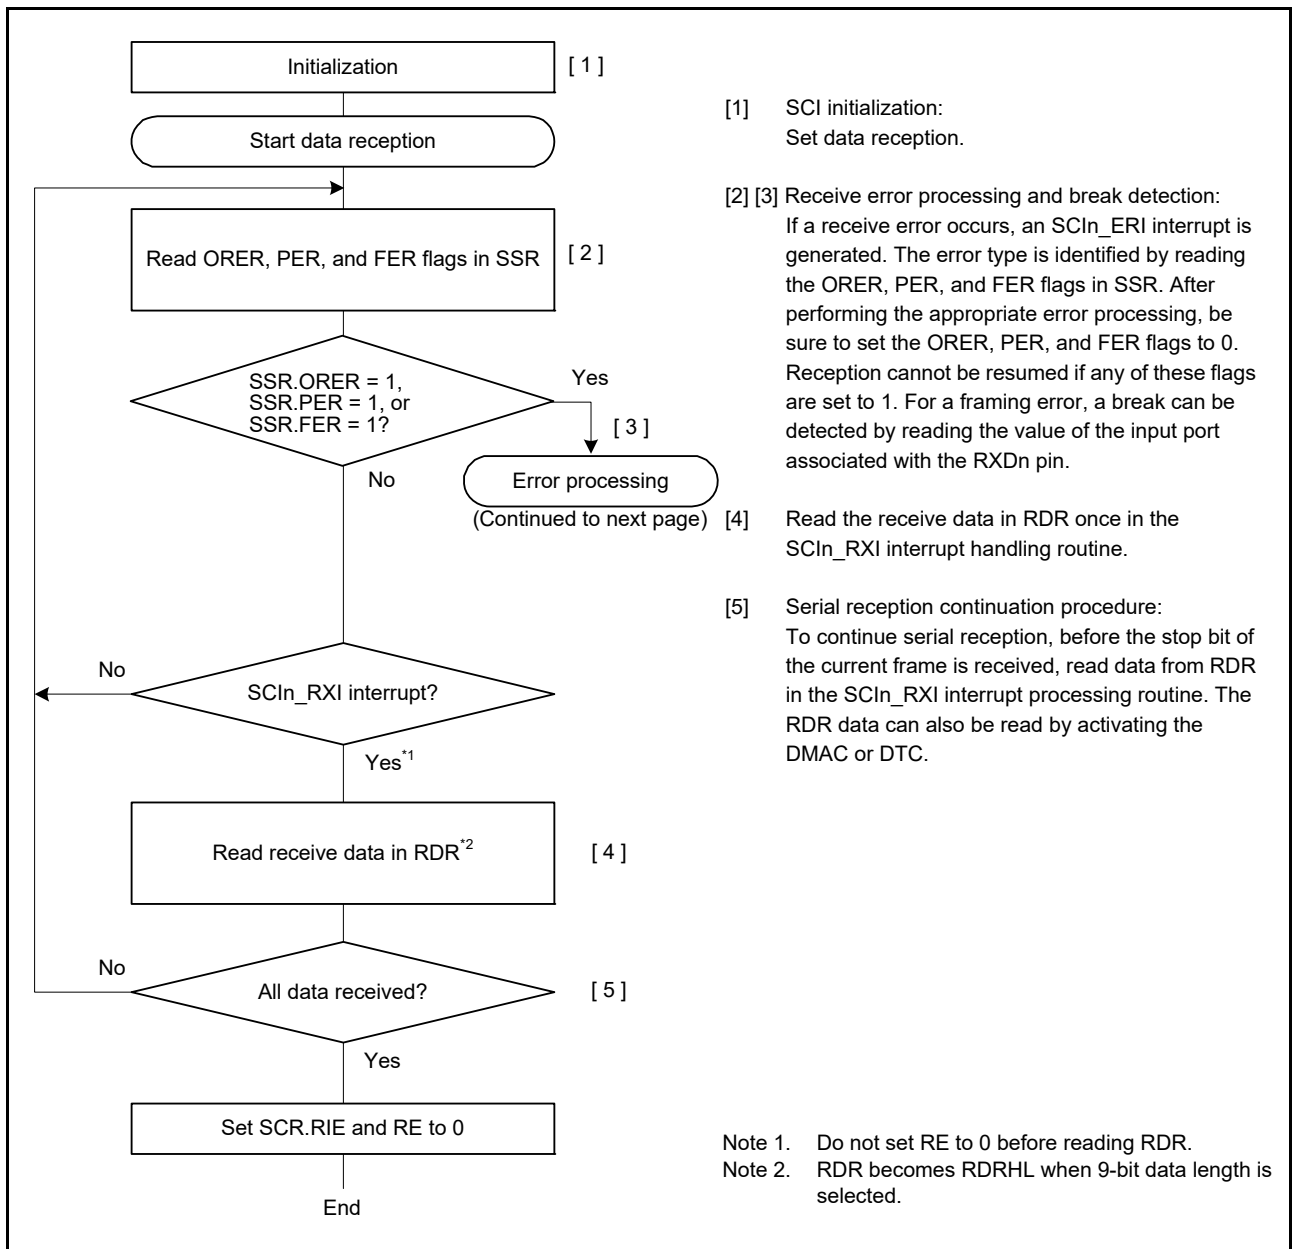 Initialization
[ 1 ]
Start data reception
Read ORER, PER, and FER flags in SSR
[ 2 ]
SSR.ORER = 1,
SSR.PER = 1, or
SSR.FER = 1?
Yes
[ 3 ]
No
Error processing
(Continued to next page)
No
SCIn_RXI interrupt?
Yes*1
Read receive data in RDR*2
[ 4 ]
No
All data received?
[ 5 ]
Yes
Set SCR.RIE and RE to 0
End
[1] SCI initialization:
Set data reception.
[2] [3] Receive error processing and break detection:
If a receive error occurs, an SCIn_ERI interrupt is
generated. The error type is identified by reading
the ORER, PER, and FER flags in SSR. After
performing the appropriate error processing, be
sure to set the ORER, PER, and FER flags to 0.
Reception cannot be resumed if any of these flags
are set to 1. For a framing error, a break can be
detected by reading the value of the input port
associated with the RXDn pin.
[4] Read the receive data in RDR once in the
SCIn_RXI interrupt handling routine.
[5] Serial reception continuation procedure:
To continue serial reception, before the stop bit of
the current frame is received, read data from RDR
in the SCIn_RXI interrupt processing routine. The
RDR data can also be read by activating the
DMAC or DTC.
Note 1. Do not set RE to 0 before reading RDR.
Note 2. RDR becomes RDRHL when 9-bit data length is
selected.